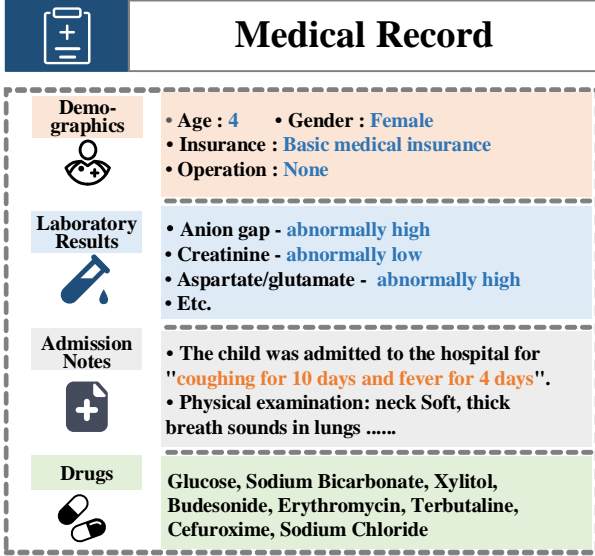 Medical Record
Demo-
graphics
• Age : 4 • Gender : Female
• Insurance : Basic medical insurance
• Operation : None
Laboratory
Results
• Anion gap - abnormally high
• Creatinine - abnormally low
• Aspartate/glutamate - abnormally high
• Etc.
Admission
Notes
• The child was admitted to the hospital for
"coughing for 10 days and fever for 4 days".
• Physical examination: neck Soft, thick
breath sounds in lungs ......
Drugs
Glucose, Sodium Bicarbonate, Xylitol,
Budesonide, Erythromycin, Terbutaline,
Cefuroxime, Sodium Chloride